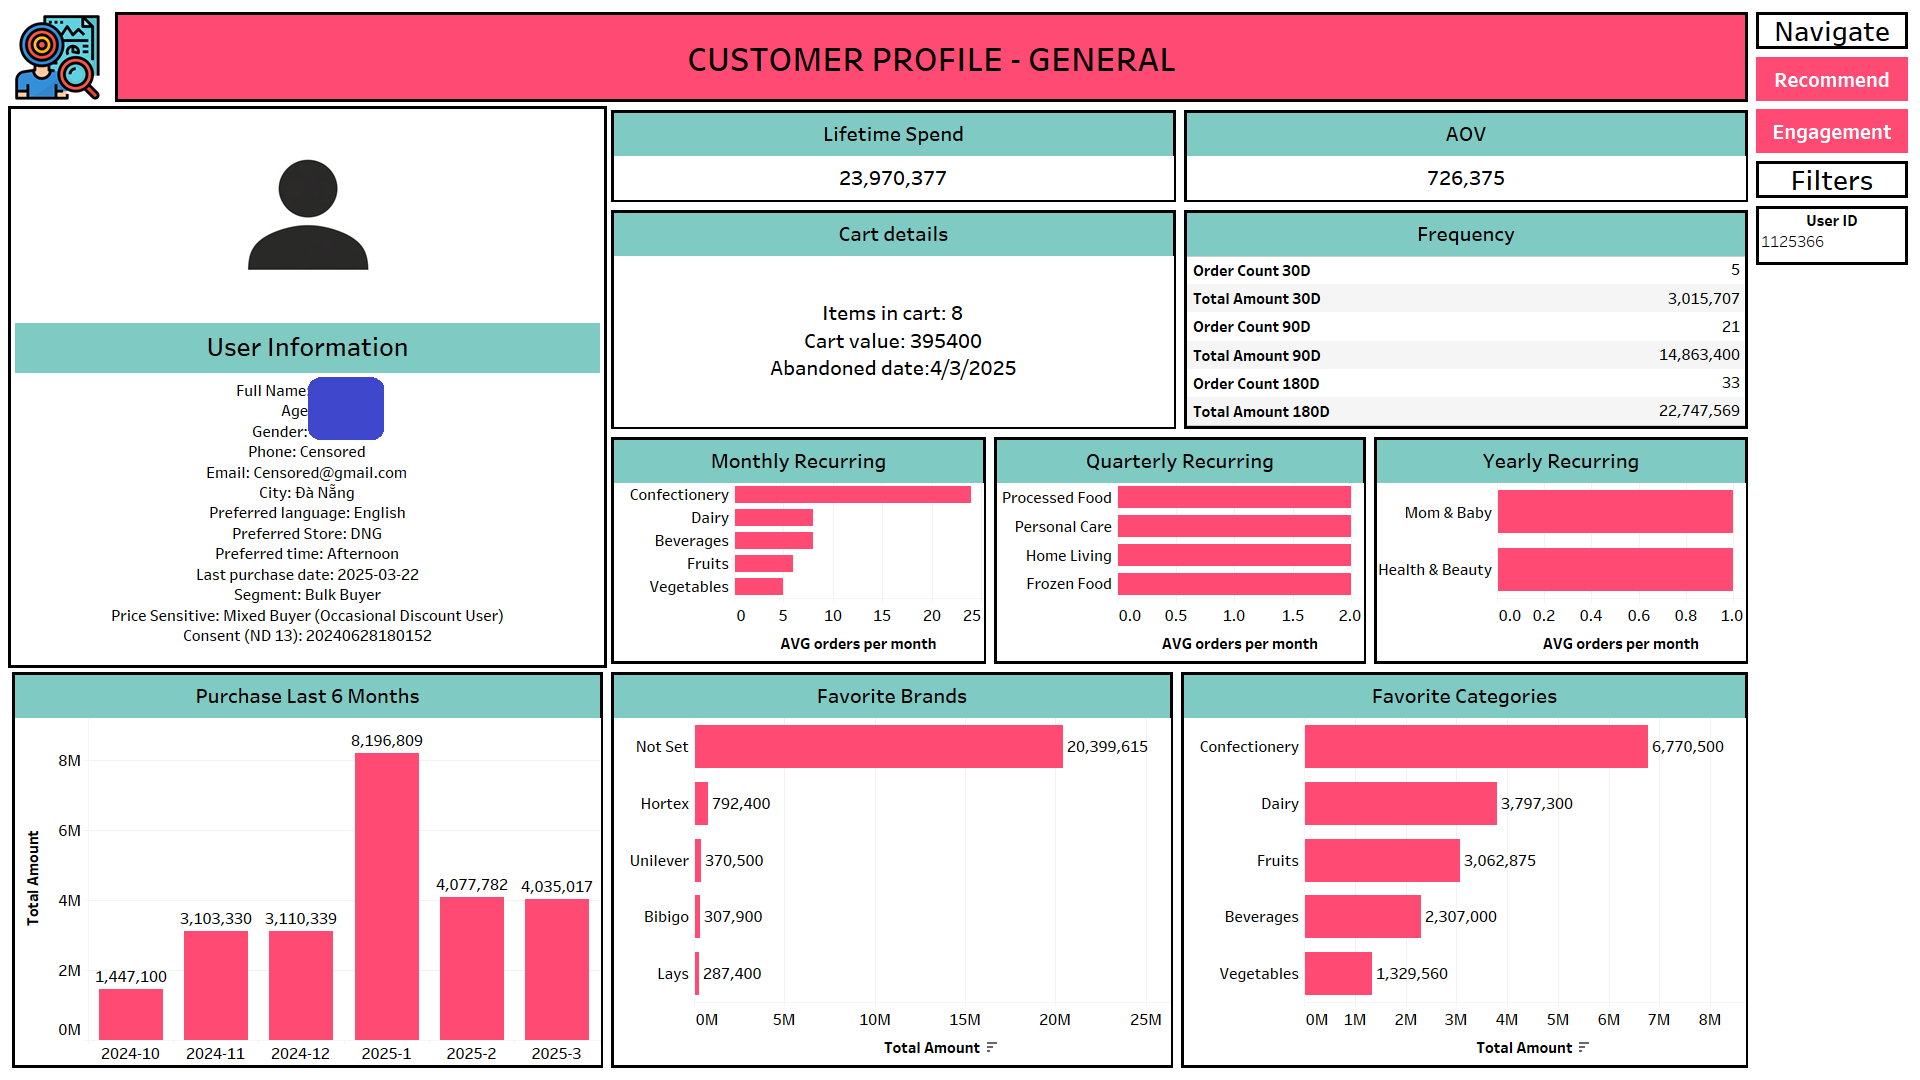 CUSTOMER PROFILE - GENERAL
Navigate
Recommend
Engagement
Filters
User ID
1125366
User Information
Full Name:
Age
Gender:
Phone: Censored
Email: Censored@gmail.com
City: Đà Nẵng
Preferred language: English
Preferred Store: DNG
Preferred time: Afternoon
Last purchase date: 2025-03-22
Segment: Bulk Buyer
Price Sensitive: Mixed Buyer (Occasional Discount User)
Consent (ND 13): 20240628180152
Lifetime Spend
23,970,377
AOV
726,375
Cart details
Items in cart: 8
Cart value: 395400
Abandoned date:4/3/2025
Frequency
Order Count 30D 5
Total Amount 30D 3,015,707
Order Count 90D 21
Total Amount 90D 14,863,400
Order Count 180D 33
Total Amount 180D 22,747,569
Monthly Recurring
Confectionery
Dairy
Beverages
Fruits
Vegetables
0 5 10 15 20 25
AVG orders per month
Quarterly Recurring
Processed Food
Personal Care
Home Living
Frozen Food
0.0 0.5 1.0 1.5 2.0
AVG orders per month
Yearly Recurring
Mom & Baby
Health & Beauty
0.0 0.2 0.4 0.6 0.8 1.0
AVG orders per month
Purchase Last 6 Months
Total Amount
8M
6M
4M
2M
0M
1,447,100
3,103,330
3,110,339
8,196,809
4,077,782
4,035,017
2024-10 2024-11 2024-12 2025-1 2025-2 2025-3
Favorite Brands
Not Set 20,399,615
Hortex 792,400
Unilever 370,500
Bibigo 307,900
Lays 287,400
0M 5M 10M 15M 20M 25M
Total Amount
Favorite Categories
Confectionery 6,770,500
Dairy 3,797,300
Fruits 3,062,875
Beverages 2,307,000
Vegetables 1,329,560
0M 1M 2M 3M 4M 5M 6M 7M 8M
Total Amount